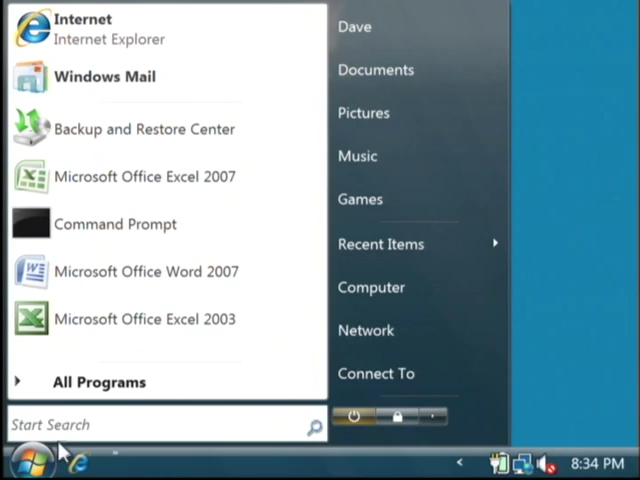 Internet
Internet Explorer
Windows Mail
Backup and Restore Center
Microsoft Office Excel 2007
Command Prompt
Microsoft Office Word 2007
Microsoft Office Excel 2003
All Programs
Start Search
Dave
Documents
Pictures
Music
Games
Recent Items
Computer
Network
Connect To
8:34 PM